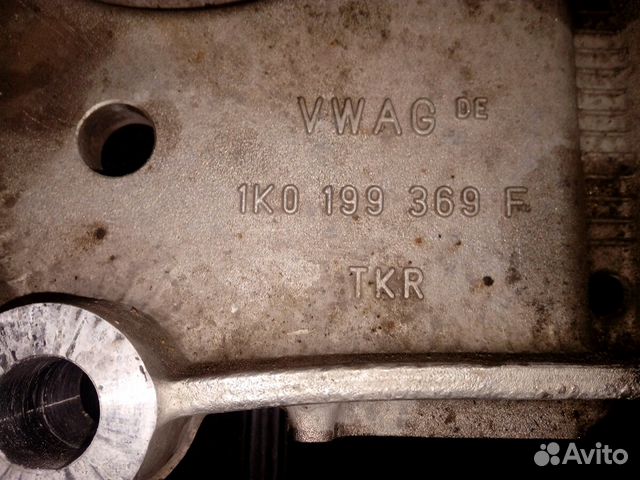 VWAG DE
1K0 199 369 F
TKR
Avito